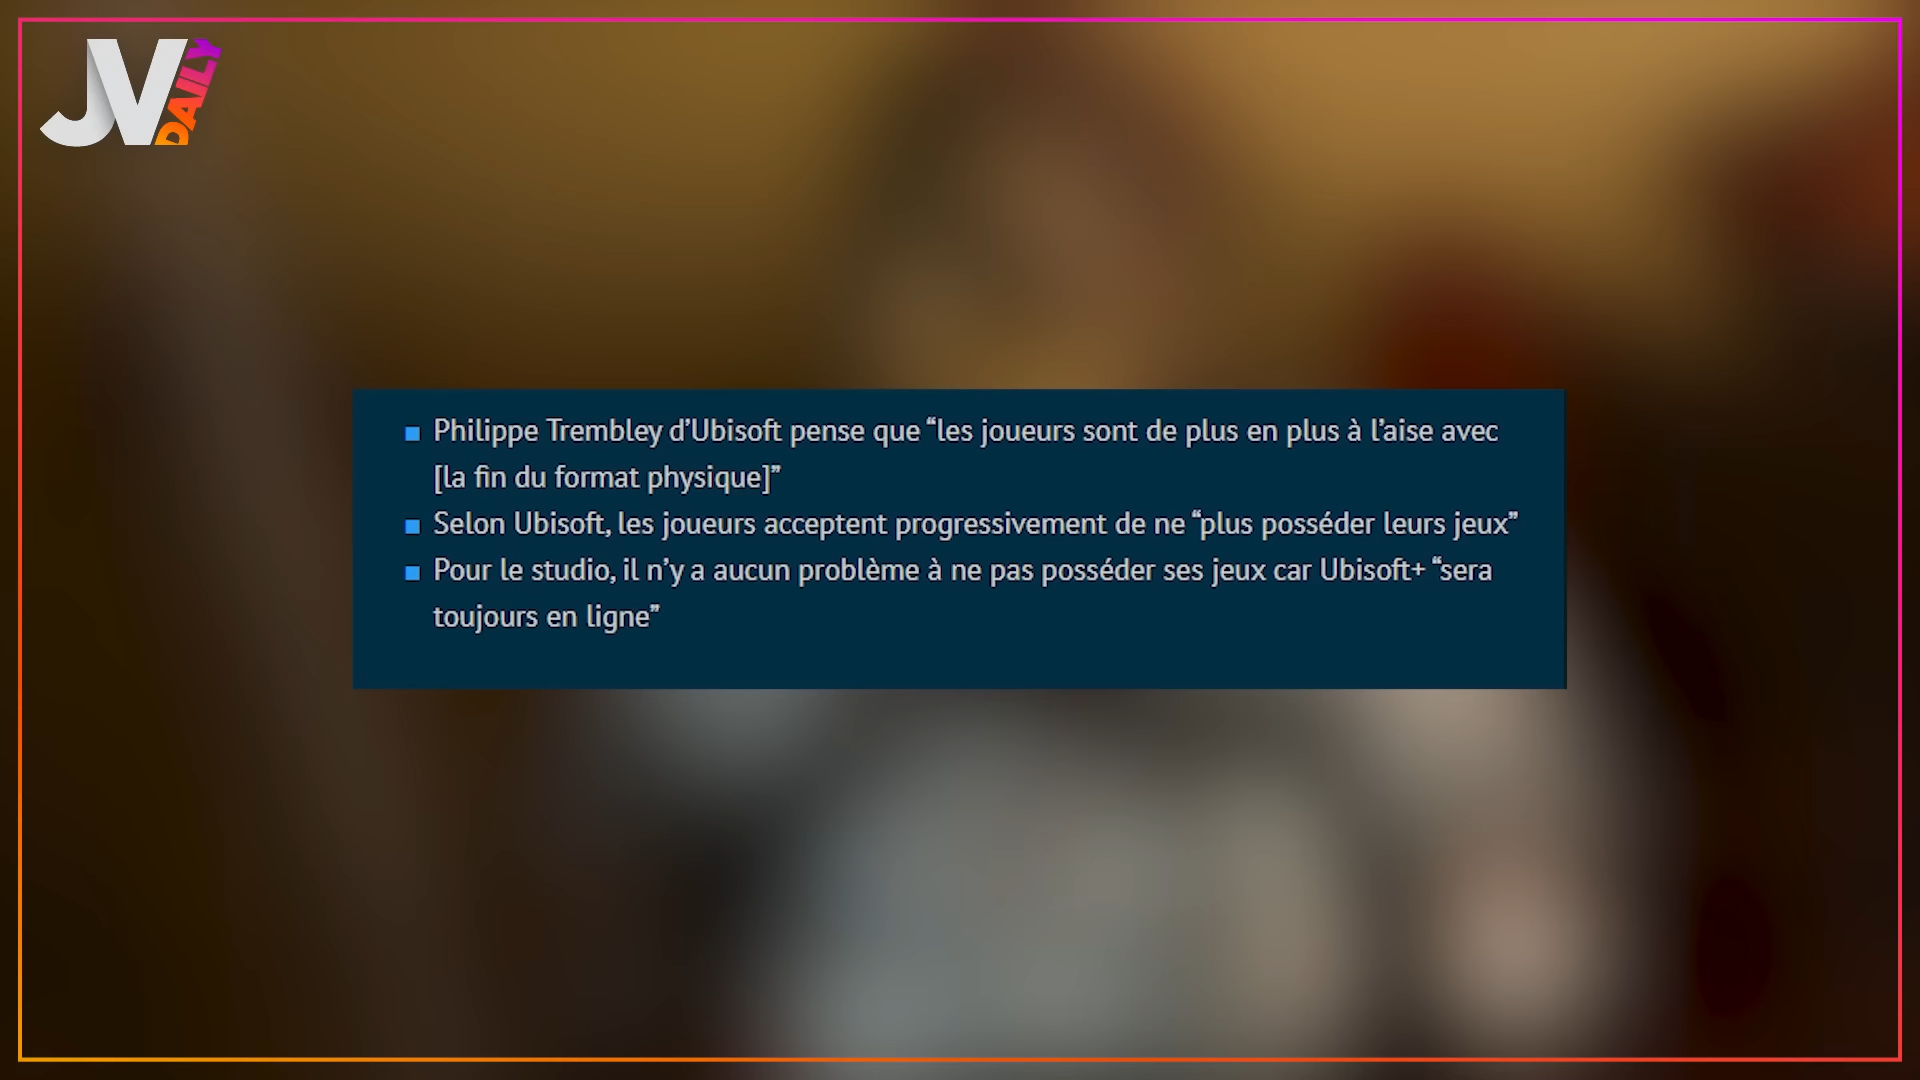 JV DAILY
Philippe Trembley d’Ubisoft pense que “les joueurs sont de plus en plus à l’aise avec
[la fin du format physique]”
Selon Ubisoft, les joueurs acceptent progressivement de ne “plus posséder leurs jeux”
Pour le studio, il n’y a aucun problème à ne pas posséder ses jeux car Ubisoft+ “sera
toujours en ligne”